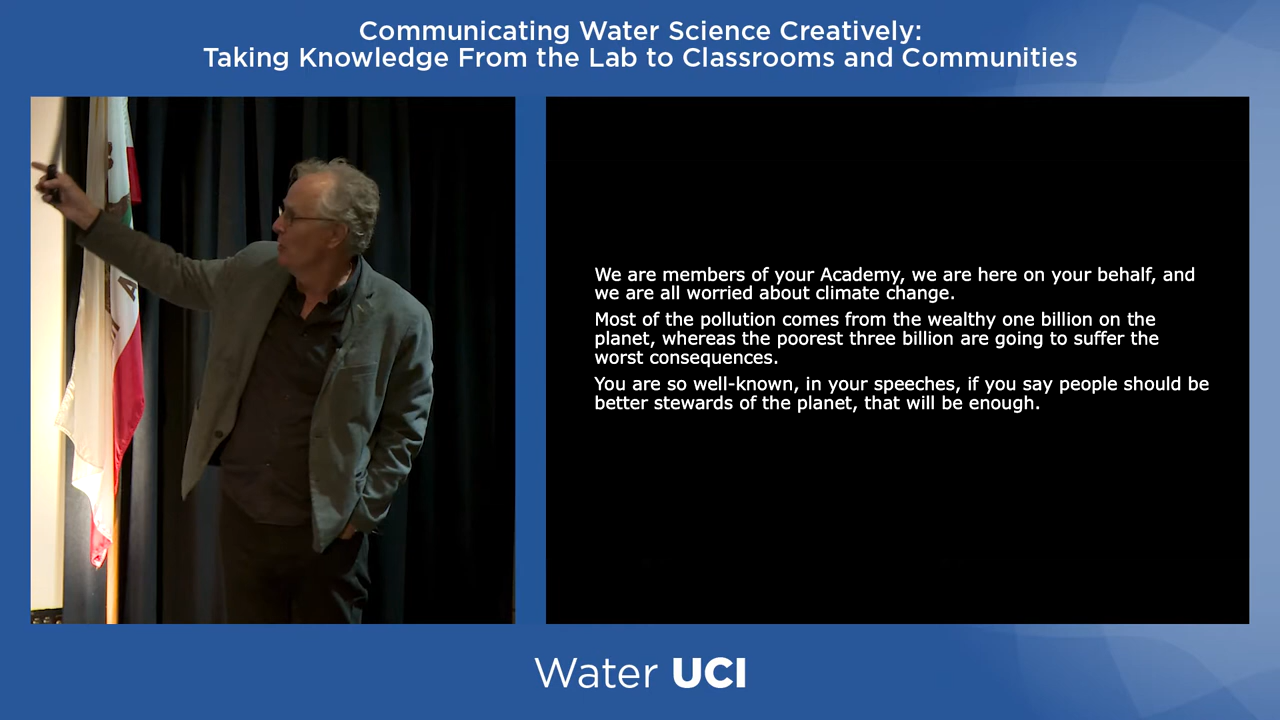 Communicating Water Science Creatively:
Taking Knowledge From the Lab to Classrooms and Communities
We are members of your Academy, we are here on your behalf, and
we are all worried about climate change.
Most of the pollution comes from the wealthy one billion on the
planet, whereas the poorest three billion are going to suffer the
worst consequences.
You are so well-known, in your speeches, if you say people should be
better stewards of the planet, that will be enough.
Water UCI